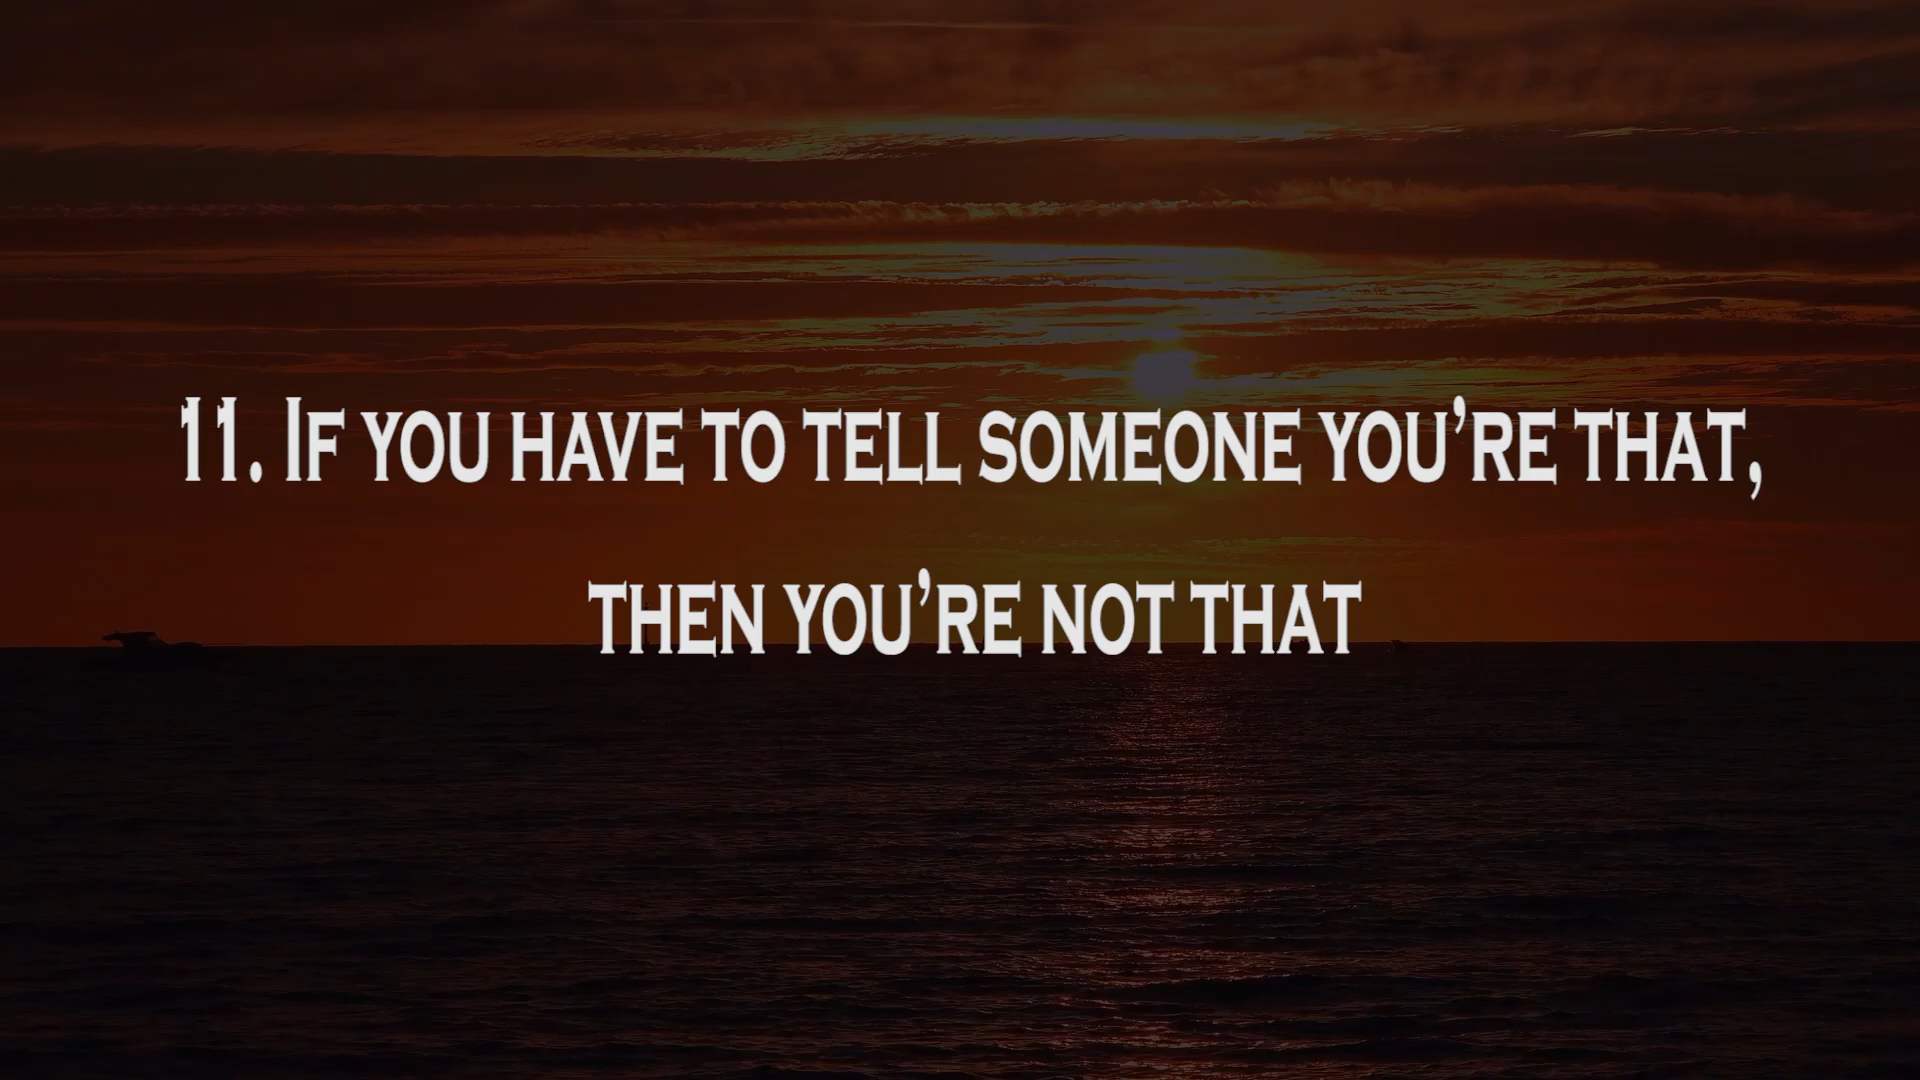 11. If you have to tell someone you’re that,
then you’re not that